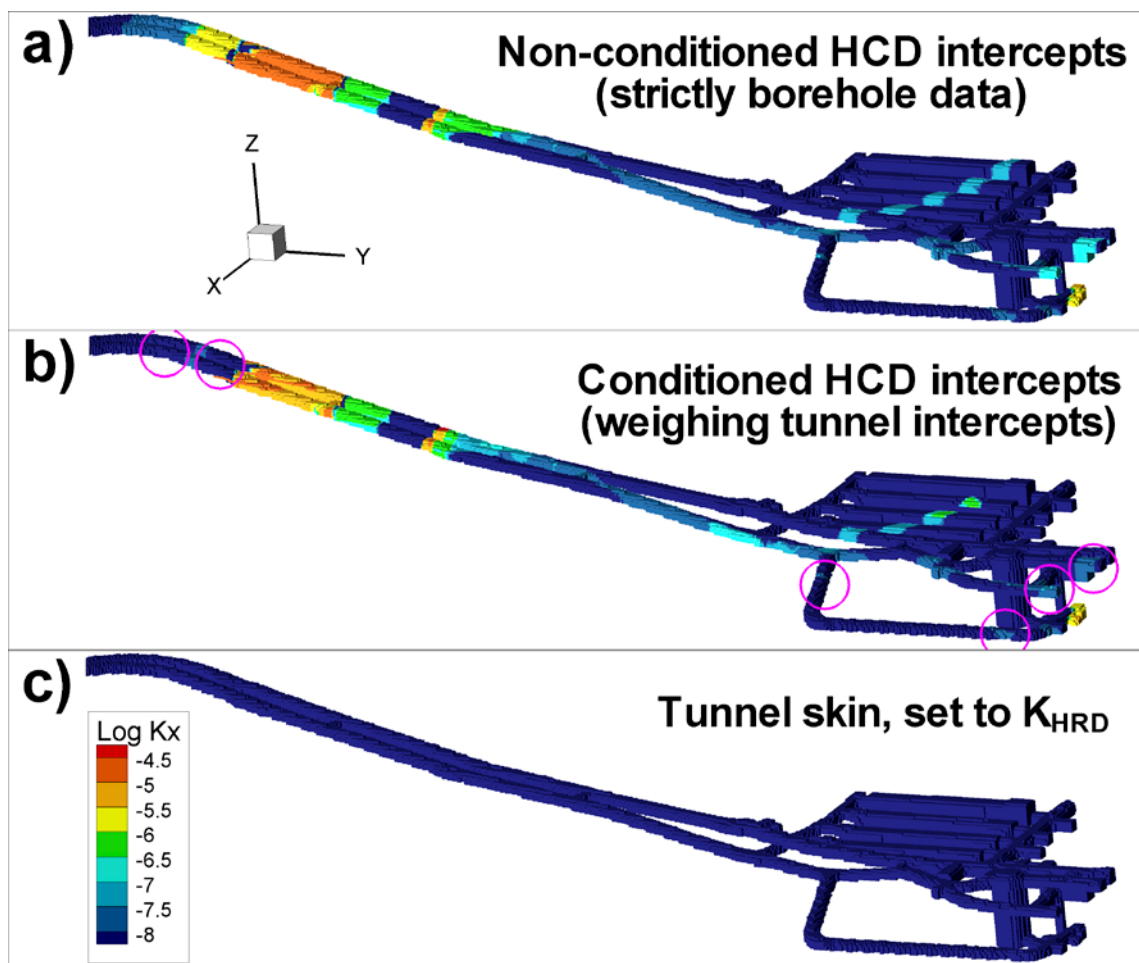 a)
Non-conditioned HCD intercepts
(strictly borehole data)
Z
Y
X
b)
Conditioned HCD intercepts
(weighing tunnel intercepts)
c)
Tunnel skin, set to KHRD
Log Kx
-4.5
-5
-5.5
-6
-6.5
-7
-7.5
-8